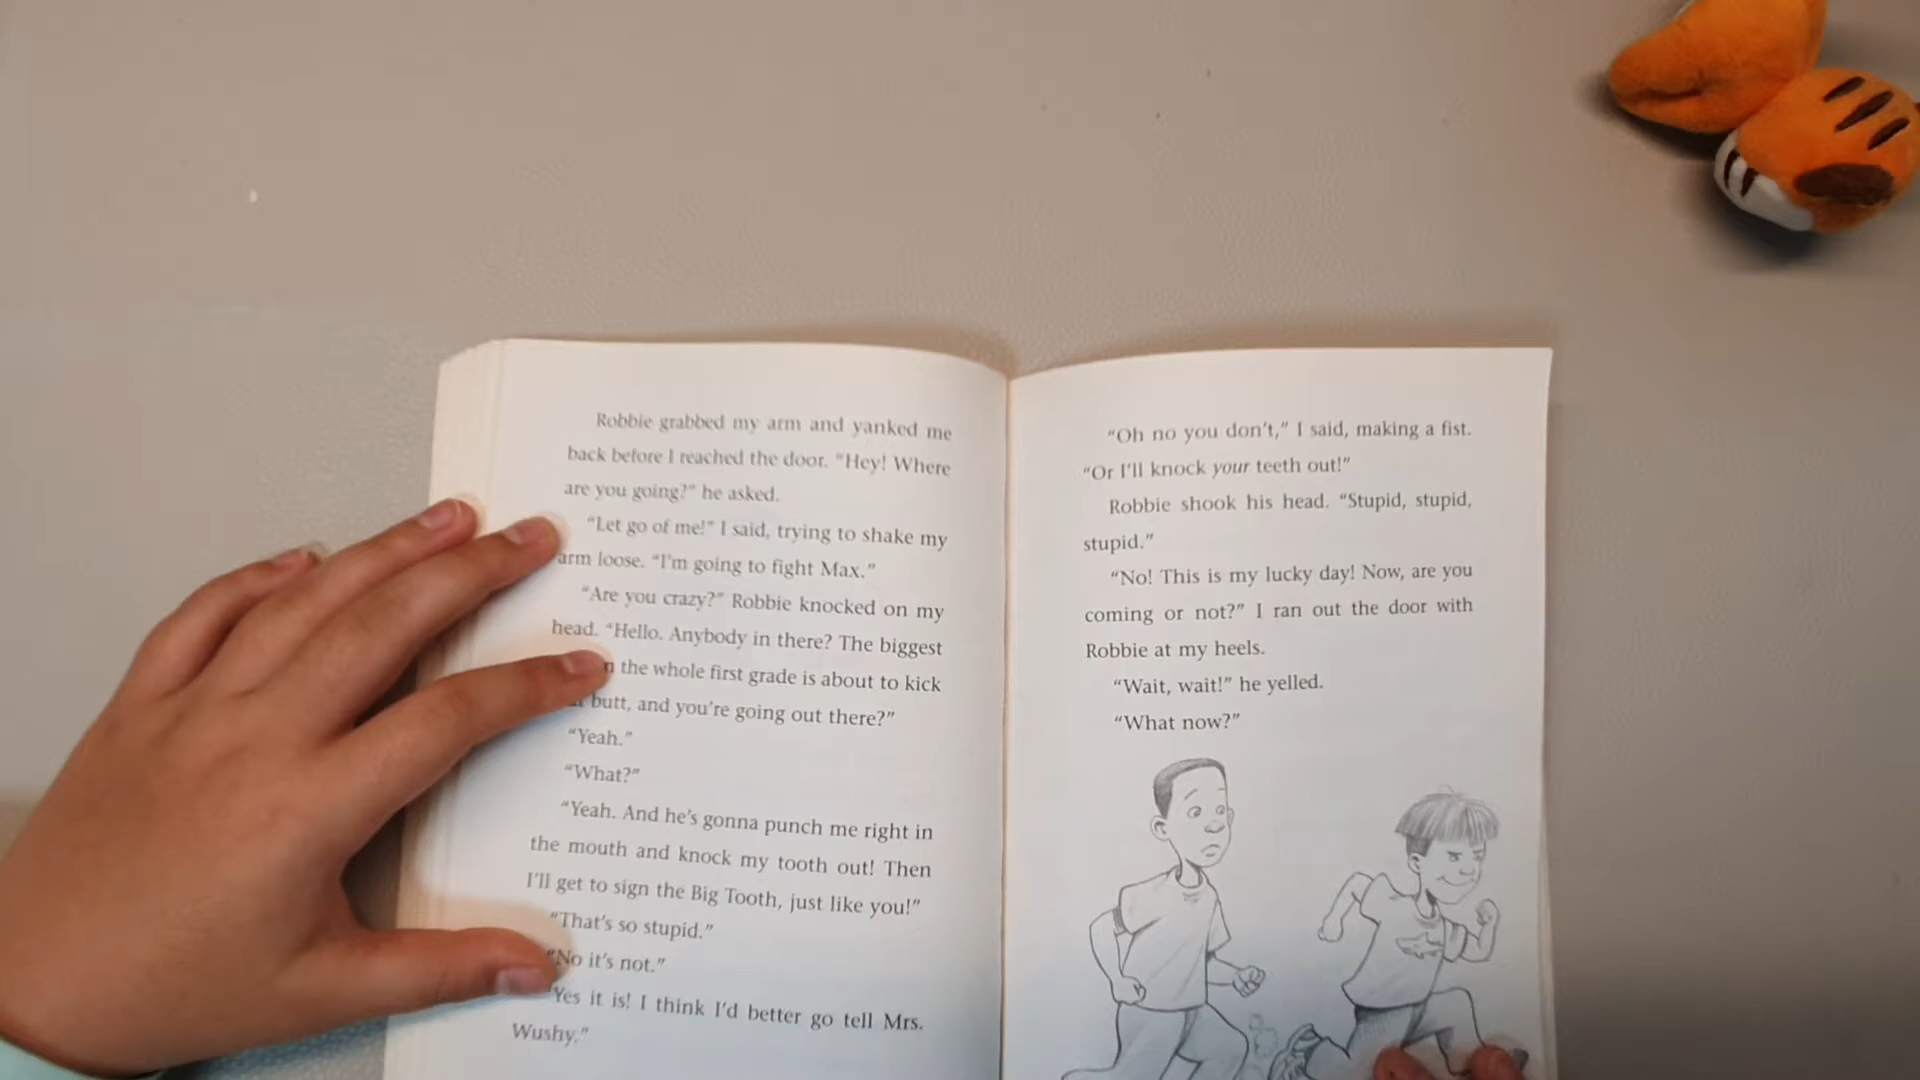 Robbie grabbed my arm and yanked me
back before I reached the door. “Hey! Where
are you going?” he asked.
“Let go of me!” I said, trying to shake my
arm loose. “I’m going to fight Max.”
“Are you crazy?” Robbie knocked on my
head. “Hello. Anybody in there? The biggest
the whole first grade is about to kick
butt, and you’re going out there?”
“Yeah.”
“What?”
“Yeah. And he’s gonna punch me right in
the mouth and knock my tooth out! Then
I’ll get to sign the Big Tooth, just like you!”
“That’s so stupid.”
“No it’s not.”
“Yes it is! I think I’d better go tell Mrs.
Wushy.”
“Oh no you don’t,” I said, making a fist.
“Or I’ll knock your teeth out!”
Robbie shook his head. “Stupid, stupid,
stupid.”
“No! This is my lucky day! Now, are you
coming or not?” I ran out the door with
Robbie at my heels.
“Wait, wait!” he yelled.
“What now?”